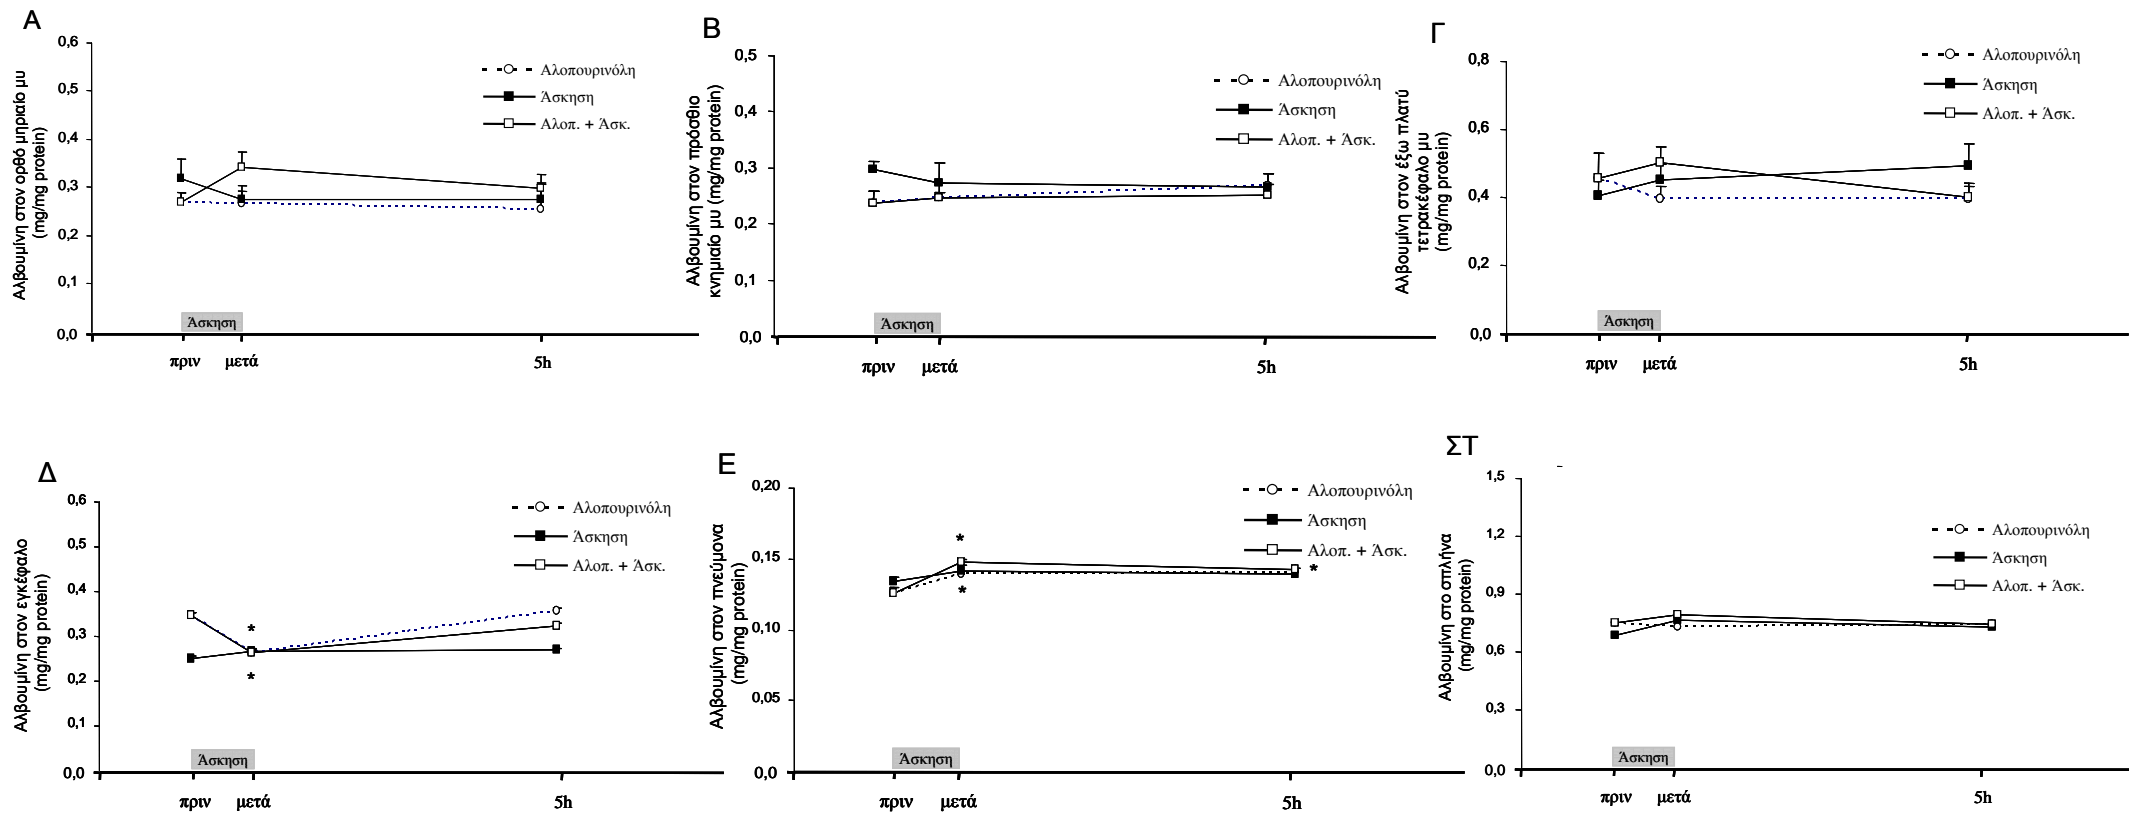 Α
Αλβουμίνη στον ορθό μηριαίο μυ
(mg/mg protein)
0,6
0,5
0,4
0,3
0,2
0,1
0,0
Αλοπουρινόλη
Άσκηση
Αλοπ. + Άσκ.
Άσκηση
πριν μετά 5h
Β
Αλβουμίνη στον πρόσθιο
κνημιαίο μυ (mg/mg protein)
0,5
0,4
0,3
0,2
0,1
0,0
Αλοπουρινόλη
Άσκηση
Αλοπ. + Άσκ.
Άσκηση
πριν μετά 5h
Γ
Αλβουμίνη στον έξω πλατύ
τετρακέφαλο μυ
(mg/mg protein)
0,8
0,6
0,4
0,2
0,0
Αλοπουρινόλη
Άσκηση
Αλοπ. + Άσκ.
Άσκηση
πριν μετά 5h
Δ
Αλβουμίνη στον εγκέφαλο
(mg/mg protein)
0,6
0,5
0,4
0,3
0,2
0,1
0,0
Αλοπουρινόλη
Άσκηση
Αλοπ. + Άσκ.
*
*
Άσκηση
πριν μετά 5h
Ε
Αλβουμίνη στον πνεύμονα
(mg/mg protein)
0,20
0,15
0,10
0,05
0,0
Αλοπουρινόλη
Άσκηση
Αλοπ. + Άσκ.
*
*
*
Άσκηση
πριν μετά 5h
ΣΤ
Αλβουμίνη στο σπλήνα
(mg/mg protein)
1,5
1,2
0,9
0,6
0,3
0,0
Αλοπουρινόλη
Άσκηση
Αλοπ. + Άσκ.
Άσκηση
πριν μετά 5h